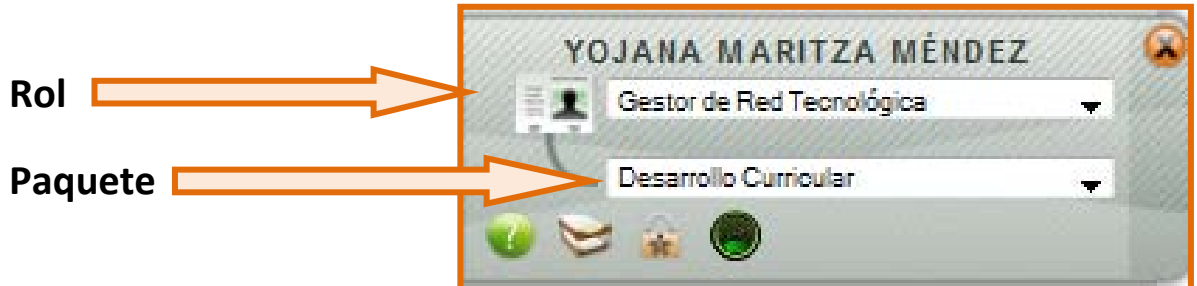 YOJANA MARITZA MÉNDEZ
Rol
Gestor de Red Tecnológica
Paquete
Desarrollo Curricular
?